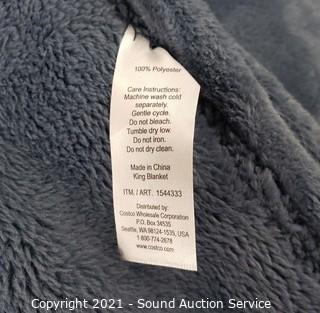 100% Polyester
Care Instructions:
Machine wash cold
separately.
Gentle cycle.
Do not bleach.
Tumble dry low.
Do not iron.
Do not dry clean.
Made in China
King Blanket
ITM. / ART. 1544333
Distributed by:
Costco Wholesale Corporation
P.O. Box 34535
Seattle, WA 98124-1535, USA
1-800-774-2678
www.costco.com
Copyright 2021 - Sound Auction Service